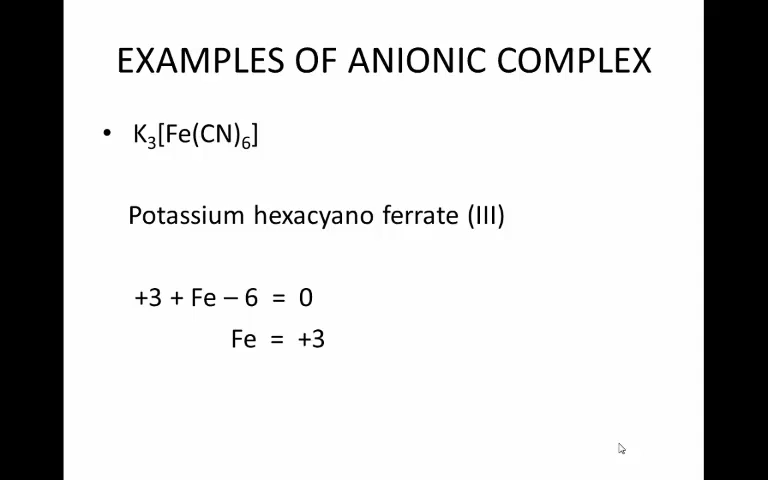 EXAMPLES OF ANIONIC COMPLEX
• K₃[Fe(CN)₆]
Potassium hexacyano ferrate (III)
+3 + Fe – 6 = 0
Fe = +3